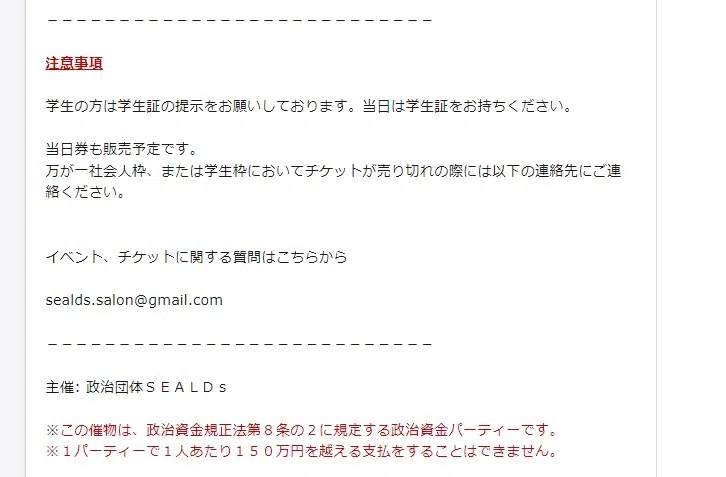 －－－－－－－－－－－－－－－－－－－－－－－－－－－
注意事項
学生の方は学生証の提示をお願いしております。当日は学生証をお持ちください。
当日券も販売予定です。
万が一社会人枠、または学生枠においてチケットが売り切れの際には以下の連絡先にご連
絡ください。
イベント、チケットに関する質問はこちらから
sealds.salon@gmail.com
－－－－－－－－－－－－－－－－－－－－－－－－－－－
主催: 政治団体ＳＥＡＬＤｓ
※この催物は、政治資金規正法第８条の２に規定する政治資金パーティーです。
※１パーティーで１人あたり１５０万円を越える支払をすることはできません。